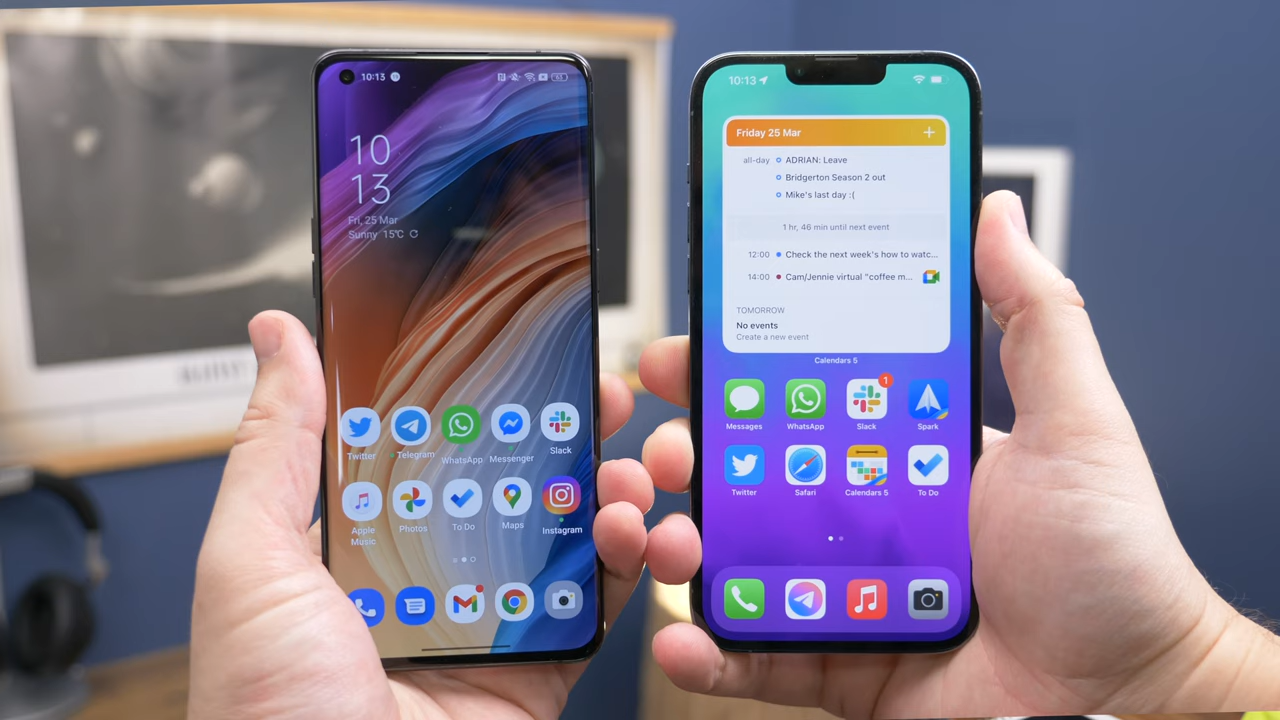 10:13
63
10
13
Fri, 25 Mar
Sunny 15℃
Twitter
Telegram
WhatsApp
Messenger
Slack
Apple
Music
Photos
To Do
Maps
Instagram
10:13
Friday 25 Mar
+
all-day ADRIAN: Leave
Bridgerton Season 2 out
Mike's last day :(
1 hr, 46 min until next event
12:00 Check the next week's how to watc...
14:00 Cam/Jennie virtual "coffee m...
TOMORROW
No events
Create a new event
Calendars 5
1
Messages
WhatsApp
Slack
Spark
Twitter
Safari
Calendars 5
To Do